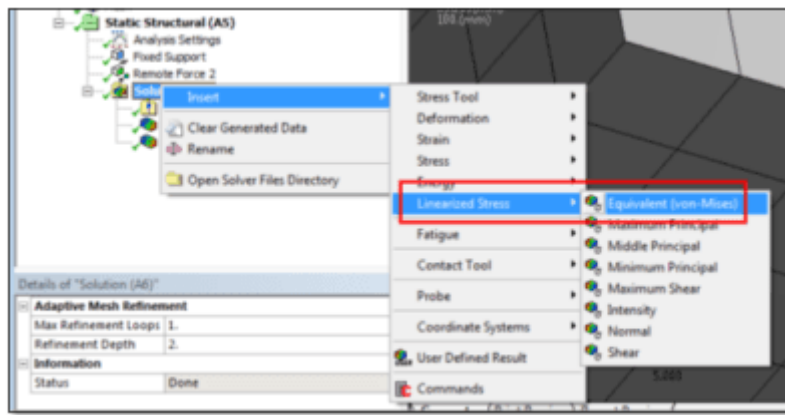 Static Structural (A5)
Analysis Settings
Fixed Support
Remote Force 2
Insert
Clear Generated Data
Rename
Open Solver Files Directory
Stress Tool
Deformation
Strain
Stress
Energy
Linearized Stress
Fatigue
Contact Tool
Probe
Coordinate Systems
User Defined Result
Commands
Equivalent (von-Mises)
Maximum Principal
Middle Principal
Minimum Principal
Maximum Shear
Intensity
Normal
Shear
Details of "Solution (A6)"
Adaptive Mesh Refinement
Max Refinement Loops 1.
Refinement Depth 2.
Information
Status Done